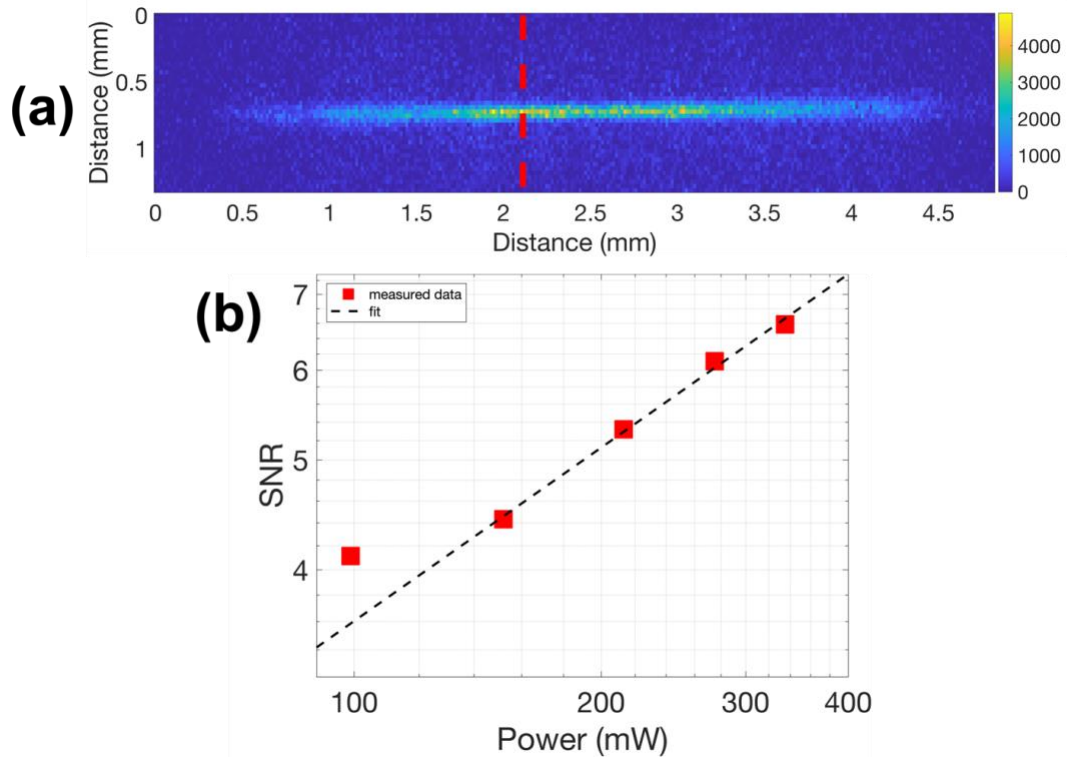 (a)
Distance (mm)
0
0.5
1
0 0.5 1 1.5 2 2.5 3 3.5 4 4.5
Distance (mm)
4000
3000
2000
1000
0
(b)
measured data
fit
SNR
7
6
5
4
100 200 300 400
Power (mW)